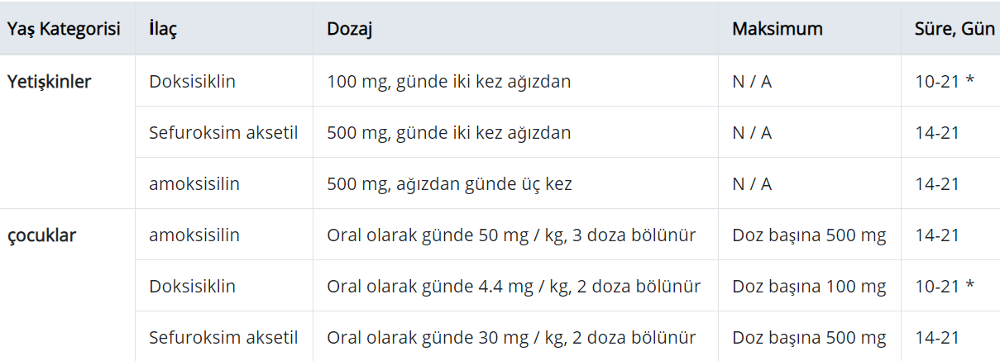 Yaş Kategorisi İlaç Dozaj Maksimum Süre, Gün
Yetişkinler Doksisiklin 100 mg, günde iki kez ağızdan N / A 10-21 *
Sefuroksim aksetil 500 mg, günde iki kez ağızdan N / A 14-21
amoksisilin 500 mg, ağızdan günde üç kez N / A 14-21
çocuklar amoksisilin Oral olarak günde 50 mg / kg, 3 doza bölünür Doz başına 500 mg 14-21
Doksisiklin Oral olarak günde 4.4 mg / kg, 2 doza bölünür Doz başına 100 mg 10-21 *
Sefuroksim aksetil Oral olarak günde 30 mg / kg, 2 doza bölünür Doz başına 500 mg 14-21